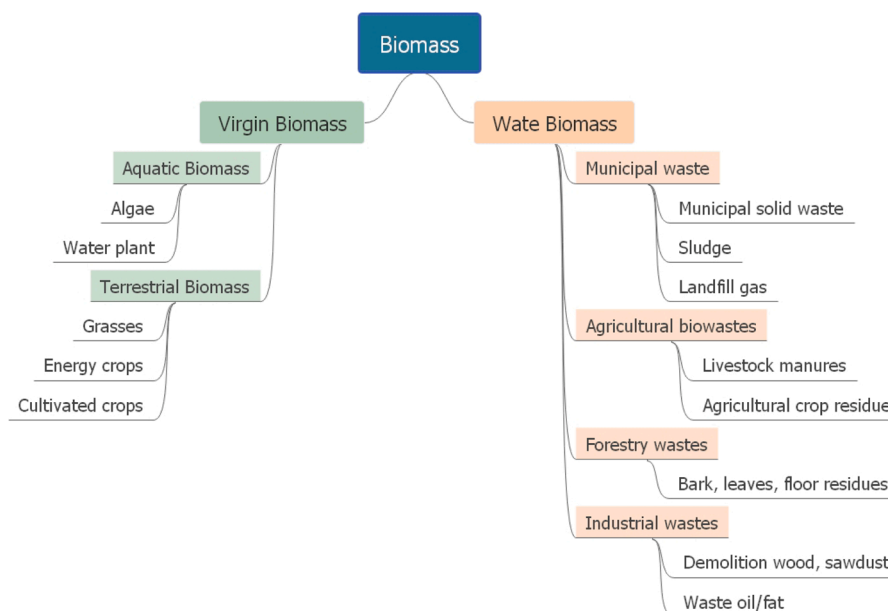 Biomass
Virgin Biomass
Aquatic Biomass
Algae
Water plant
Terrestrial Biomass
Grasses
Energy crops
Cultivated crops
Wate Biomass
Municipal waste
Municipal solid waste
Sludge
Landfill gas
Agricultural biowastes
Livestock manures
Agricultural crop residue
Forestry wastes
Bark, leaves, floor residues
Industrial wastes
Demolition wood, sawdust
Waste oil/fat